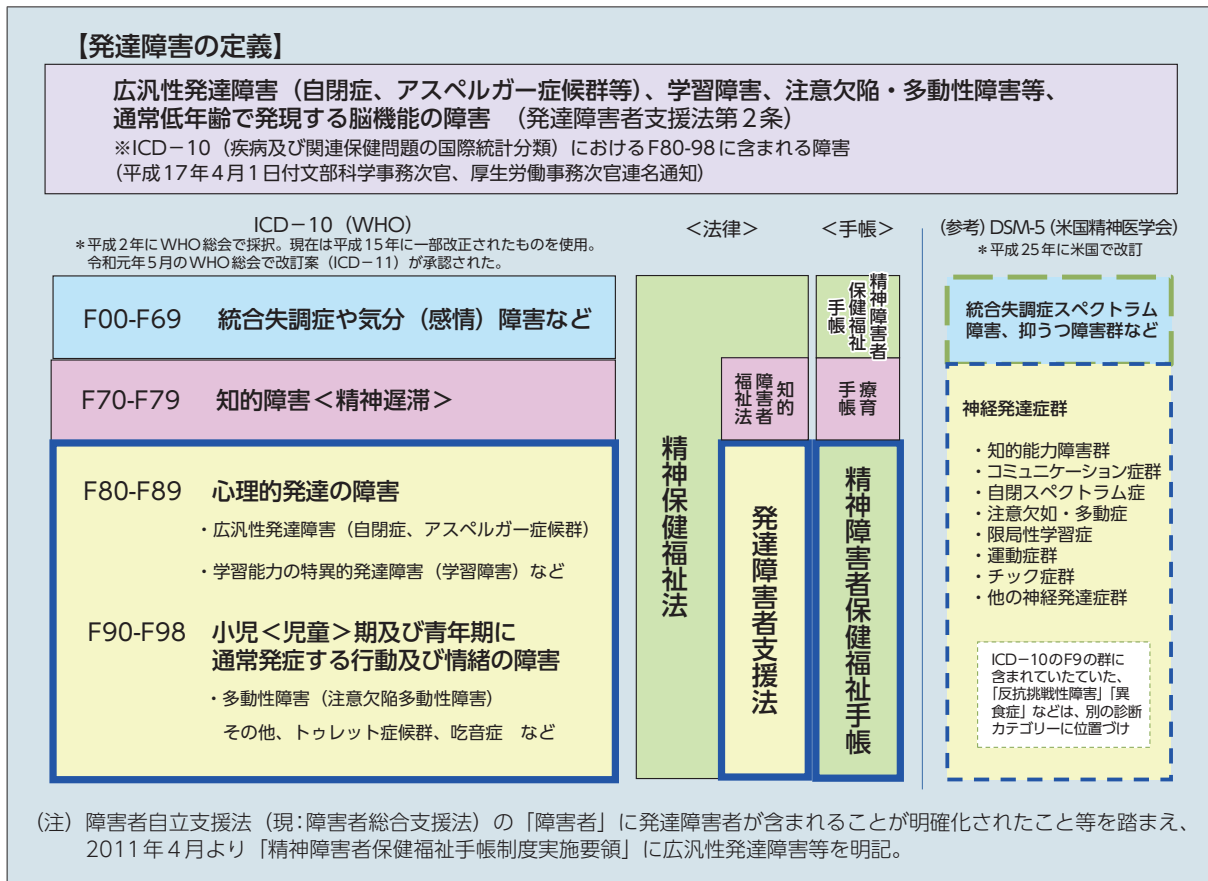 【発達障害の定義】
広汎性発達障害（自閉症、アスペルガー症候群等）、学習障害、注意欠陥・多動性障害等、
通常低年齢で発現する脳機能の障害　（発達障害者支援法第２条）
※ICD－10（疾病及び関連保健問題の国際統計分類）におけるF80-98に含まれる障害
（平成17年４月１日付文部科学事務次官、厚生労働事務次官連名通知）
ICD－10（WHO）
＊平成２年にWHO総会で採択。現在は平成15年に一部改正されたものを使用。
令和元年５月のWHO総会で改訂案（ICD－11）が承認された。
F00-F69　統合失調症や気分（感情）障害など
F70-F79　知的障害＜精神遅滞＞
F80-F89　心理的発達の障害
・広汎性発達障害（自閉症、アスペルガー症候群）
・学習能力の特異的発達障害（学習障害）など
F90-F98　小児＜児童＞期及び青年期に
通常発症する行動及び情緒の障害
・多動性障害（注意欠陥多動性障害）
その他、トゥレット症候群、吃音症　など
＜法律＞
精神保健福祉法
知的
障害者
福祉法
発達障害者支援法
＜手帳＞
精神障害者
保健福祉
手帳
療育
手帳
精神障害者保健福祉手帳
（参考）DSM-5（米国精神医学会）
＊平成25年に米国で改訂
統合失調症スペクトラム
障害、抑うつ障害群など
神経発達症群
・知的能力障害群
・コミュニケーション症群
・自閉スペクトラム症
・注意欠如・多動症
・限局性学習症
・運動症群
・チック症群
・他の神経発達症群
ICD－10のF9の群に
含まれていたていた、
「反抗挑戦性障害」「異
食症」などは、別の診断
カテゴリーに位置づけ
（注）障害者自立支援法（現：障害者総合支援法）の「障害者」に発達障害者が含まれることが明確化されたこと等を踏まえ、
2011年４月より「精神障害者保健福祉手帳制度実施要領」に広汎性発達障害等を明記。